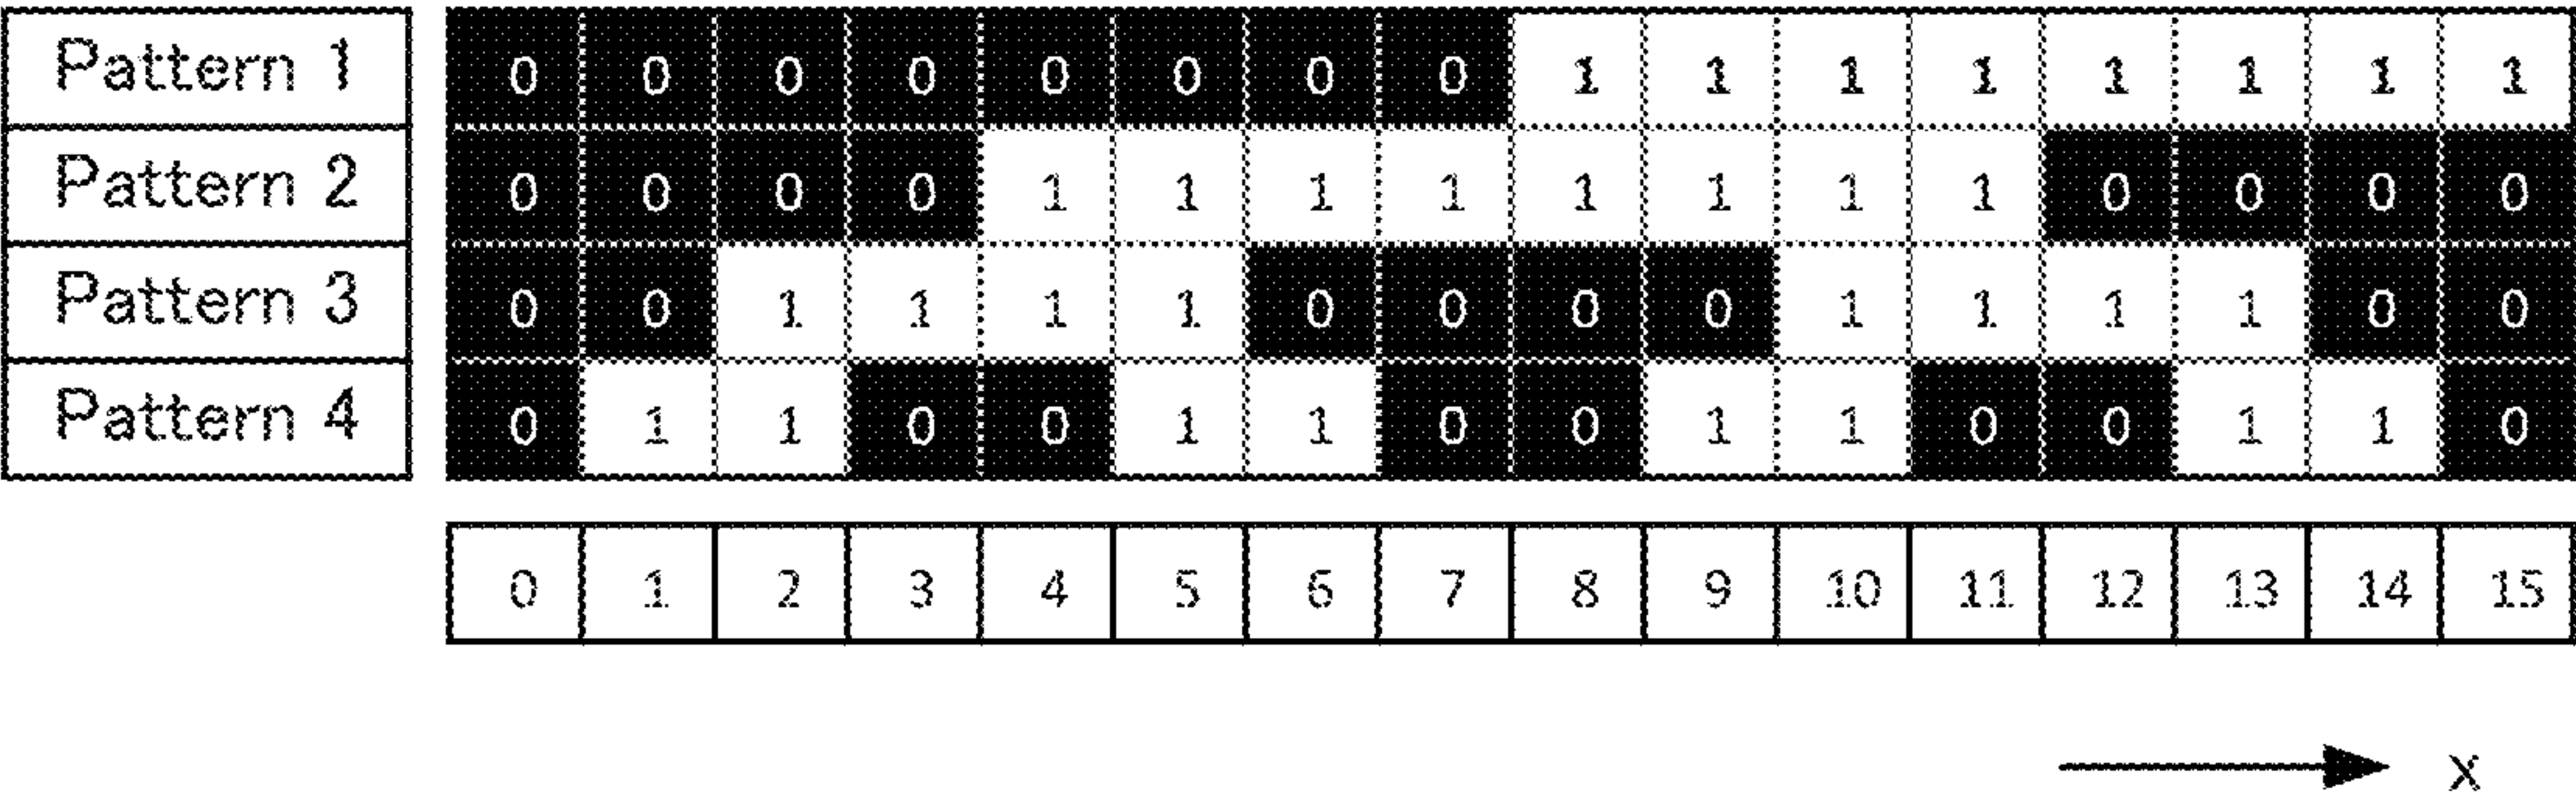 Pattern 1 0 0 0 0 0 0 0 0 1 1 1 1 1 1 1 1
Pattern 2 0 0 0 0 1 1 1 1 1 1 1 1 0 0 0 0
Pattern 3 0 0 1 1 1 1 0 0 0 0 1 1 1 1 0 0
Pattern 4 0 1 1 0 0 1 1 0 0 1 1 0 0 1 1 0
0 1 2 3 4 5 6 7 8 9 10 11 12 13 14 15
x